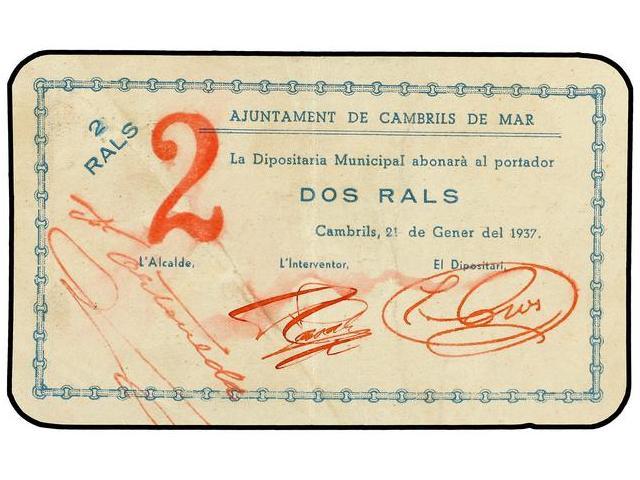 2 RALS
2
AJUNTAMENT DE CAMBRILS DE MAR
La Dipositaria Municipal abonarà al portador
DOS RALS
Cambrils, 21 de Gener del 1937.
L'Alcalde, L'Interventor, El Dipositari,